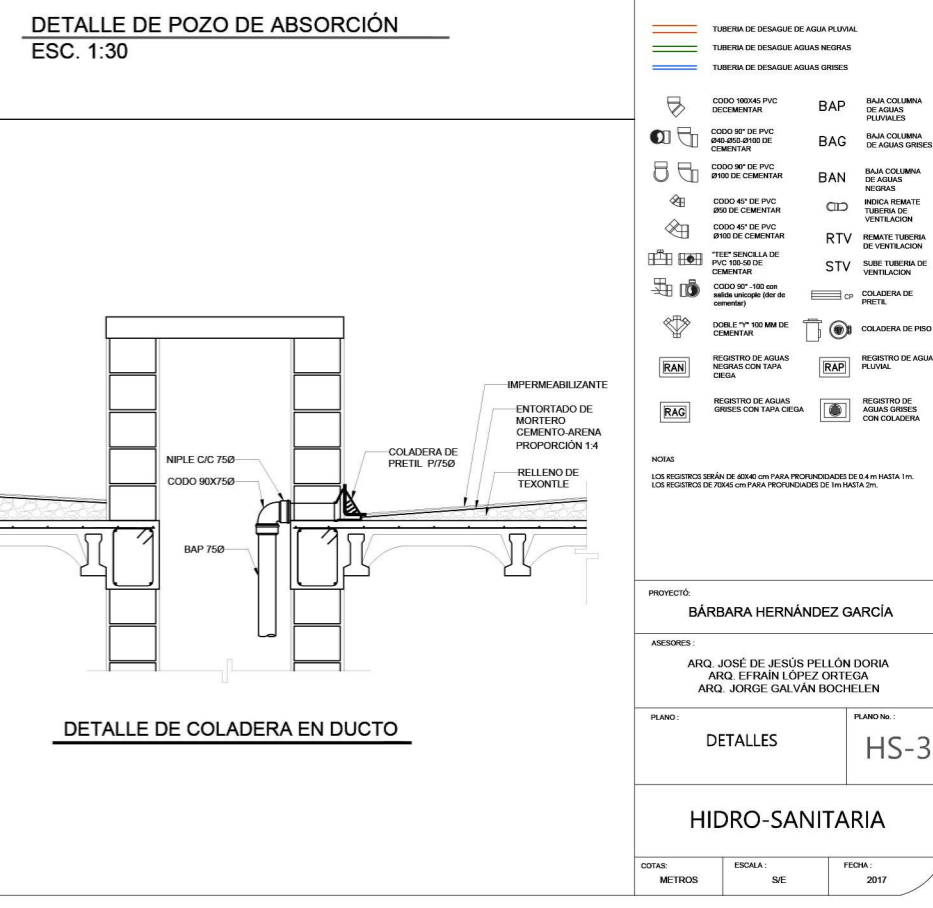 DETALLE DE POZO DE ABSORCIÓN
ESC. 1:30
IMPERMEABILIZANTE
ENTORTADO DE
MORTERO
CEMENTO-ARENA
PROPORCIÓN 1:4
COLADERA DE
PRETIL P/75Ø
RELLENO DE
TEXONTLE
NIPLE C/C 75Ø
CODO 90X75Ø
BAP 75Ø
DETALLE DE COLADERA EN DUCTO
TUBERIA DE DESAGUE DE AGUA PLUVIAL
TUBERIA DE DESAGUE AGUAS NEGRAS
TUBERIA DE DESAGUE AGUAS GRISES
CODO 100X45 PVC
DECEMENTAR
CODO 90° DE PVC
Ø40-Ø50-Ø100 DE
CEMENTAR
CODO 90° DE PVC
Ø100 DE CEMENTAR
CODO 45° DE PVC
Ø50 DE CEMENTAR
CODO 45° DE PVC
Ø100 DE CEMENTAR
"TEE" SENCILLA DE
PVC 100-50 DE
CEMENTAR
CODO 90° -100 con
salida unicople (der de
cementar)
DOBLE "Y" 100 MM DE
CEMENTAR
RAN
REGISTRO DE AGUAS
NEGRAS CON TAPA
CIEGA
RAG
REGISTRO DE AGUAS
GRISES CON TAPA CIEGA
BAP
BAJA COLUMNA
DE AGUAS
PLUVIALES
BAG
BAJA COLUMNA
DE AGUAS GRISES
BAN
BAJA COLUMNA
DE AGUAS
NEGRAS
INDICA REMATE
TUBERIA DE
VENTILACION
RTV
REMATE TUBERIA
DE VENTILACION
STV
SUBE TUBERIA DE
VENTILACION
CP
COLADERA DE
PRETIL
COLADERA DE PISO
RAP
REGISTRO DE AGUA
PLUVIAL
REGISTRO DE
AGUAS GRISES
CON COLADERA
NOTAS
LOS REGISTROS SERÁN DE 60X40 cm PARA PROFUNDIDADES DE 0.4 m HASTA 1m.
LOS REGISTROS DE 70X45 cm PARA PROFUNDIADES DE 1m HASTA 2m.
PROYECTÓ:
BÁRBARA HERNÁNDEZ GARCÍA
ASESORES :
ARQ. JOSÉ DE JESÚS PELLÓN DORIA
ARQ. EFRAÍN LÓPEZ ORTEGA
ARQ. JORGE GALVÁN BOCHELEN
PLANO :
DETALLES
PLANO No. :
HS-3
HIDRO-SANITARIA
COTAS:
METROS
ESCALA :
S/E
FECHA :
2017